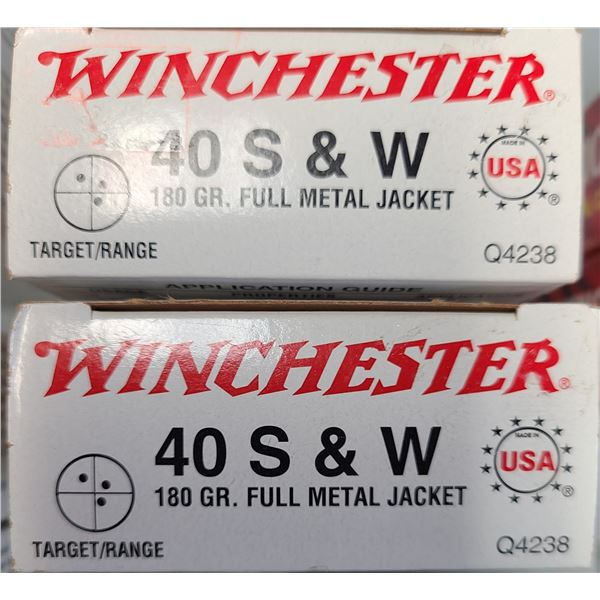 WINCHESTER®
40 S & W
180 GR. FULL METAL JACKET
MADE IN
USA
®
TARGET/RANGE
Q4238
APPLICATION GUIDE
PROPERTIES
WINCHESTER®
40 S & W
180 GR. FULL METAL JACKET
MADE IN
USA
®
TARGET/RANGE
Q4238